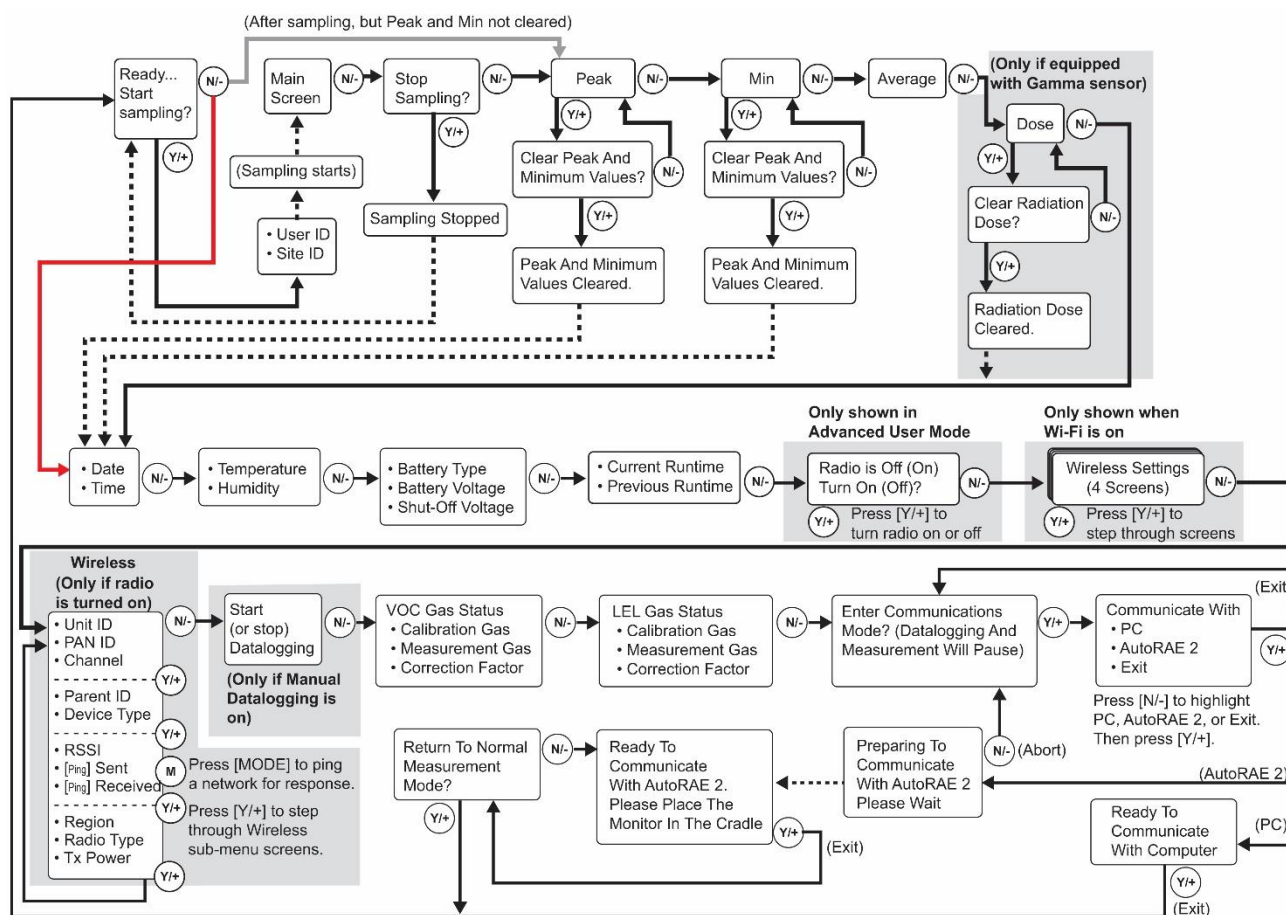 (After sampling, but Peak and Min not cleared)
Ready...
Start
sampling?
N/-
Y/+
Main
Screen
N/-
(Sampling starts)
• User ID
• Site ID
Stop
Sampling?
N/-
Y/+
Sampling Stopped
Peak
N/-
Y/+
Clear Peak And
Minimum Values?
N/-
Y/+
Peak And Minimum
Values Cleared.
Min
N/-
Y/+
Clear Peak And
Minimum Values?
N/-
Y/+
Peak And Minimum
Values Cleared.
Average
N/-
(Only if equipped
with Gamma sensor)
Dose
N/-
Y/+
Clear Radiation
Dose?
N/-
Y/+
Radiation Dose
Cleared.
• Date
• Time
N/-
• Temperature
• Humidity
N/-
• Battery Type
• Battery Voltage
• Shut-Off Voltage
N/-
• Current Runtime
• Previous Runtime
N/-
Only shown in
Advanced User Mode
Radio is Off (On)
Turn On (Off)?
N/-
Y/+ Press [Y/+] to
turn radio on or off
Only shown when
Wi-Fi is on
Wireless Settings
(4 Screens)
N/-
Y/+ Press [Y/+] to
step through screens
Wireless
(Only if radio
is turned on)
• Unit ID
• PAN ID
• Channel
N/-
Y/+
• Parent ID
• Device Type
Y/+
• RSSI
• [Ping] Sent
• [Ping] Received
M Press [MODE] to ping
a network for response.
Y/+ Press [Y/+] to step
through Wireless
sub-menu screens.
• Region
• Radio Type
• Tx Power
Y/+
Start
(or stop)
Datalogging
N/-
(Only if Manual
Datalogging is
on)
VOC Gas Status
• Calibration Gas
• Measurement Gas
• Correction Factor
N/-
LEL Gas Status
• Calibration Gas
• Measurement Gas
• Correction Factor
N/-
Enter Communications
Mode? (Datalogging And
Measurement Will Pause)
Y/+
(Exit)
Communicate With
• PC
• AutoRAE 2
• Exit
Y/+
Press [N/-] to highlight
PC, AutoRAE 2, or Exit.
Then press [Y/+].
Return To Normal
Measurement
Mode?
N/-
Y/+
Ready To
Communicate
With AutoRAE 2.
Please Place The
Monitor In The Cradle
Y/+
(Exit)
Preparing To
Communicate
With AutoRAE 2
Please Wait
N/- (Abort)
(AutoRAE 2)
Ready To
Communicate
With Computer
(PC)
Y/+
(Exit)